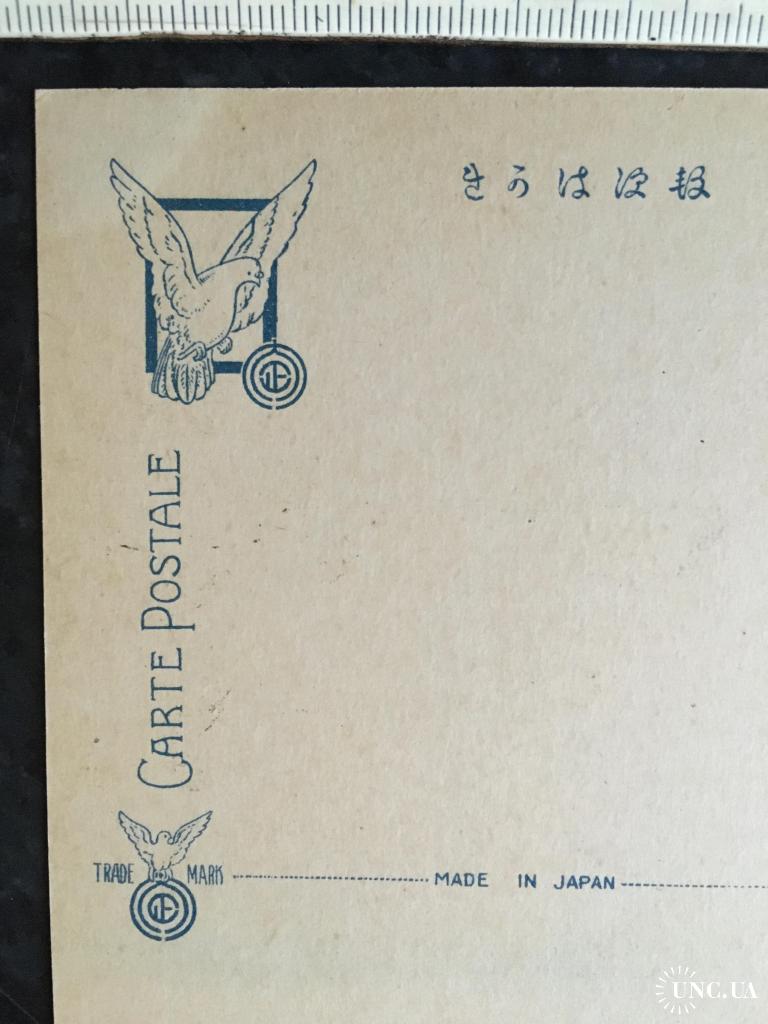 郵便はかき
CARTE POSTALE
TRADE MARK
MADE IN JAPAN
UNC.UA